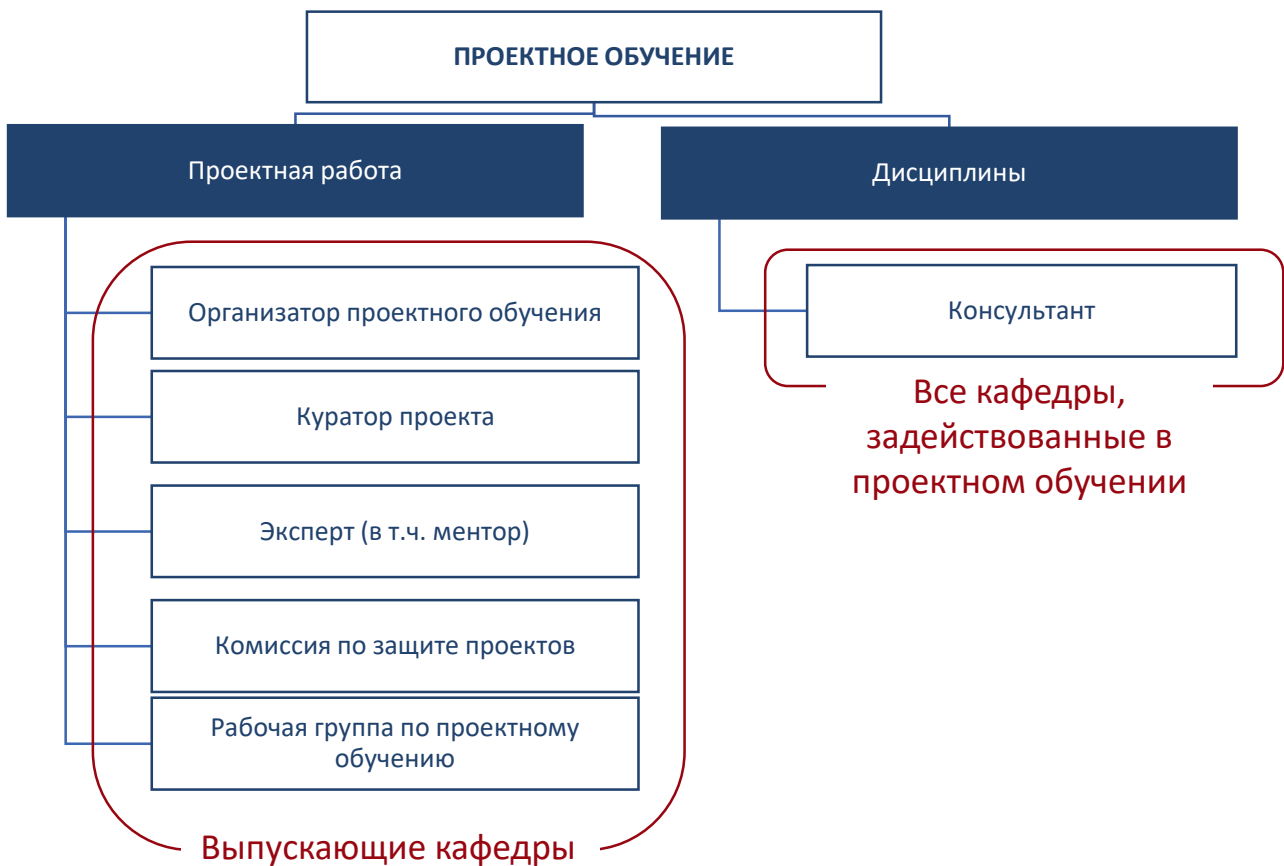 ПРОЕКТНОЕ ОБУЧЕНИЕ
Проектная работа
Дисциплины
Организатор проектного обучения
Куратор проекта
Эксперт (в т.ч. ментор)
Комиссия по защите проектов
Рабочая группа по проектному
обучению
Выпускающие кафедры
Консультант
Все кафедры,
задействованные в
проектном обучении